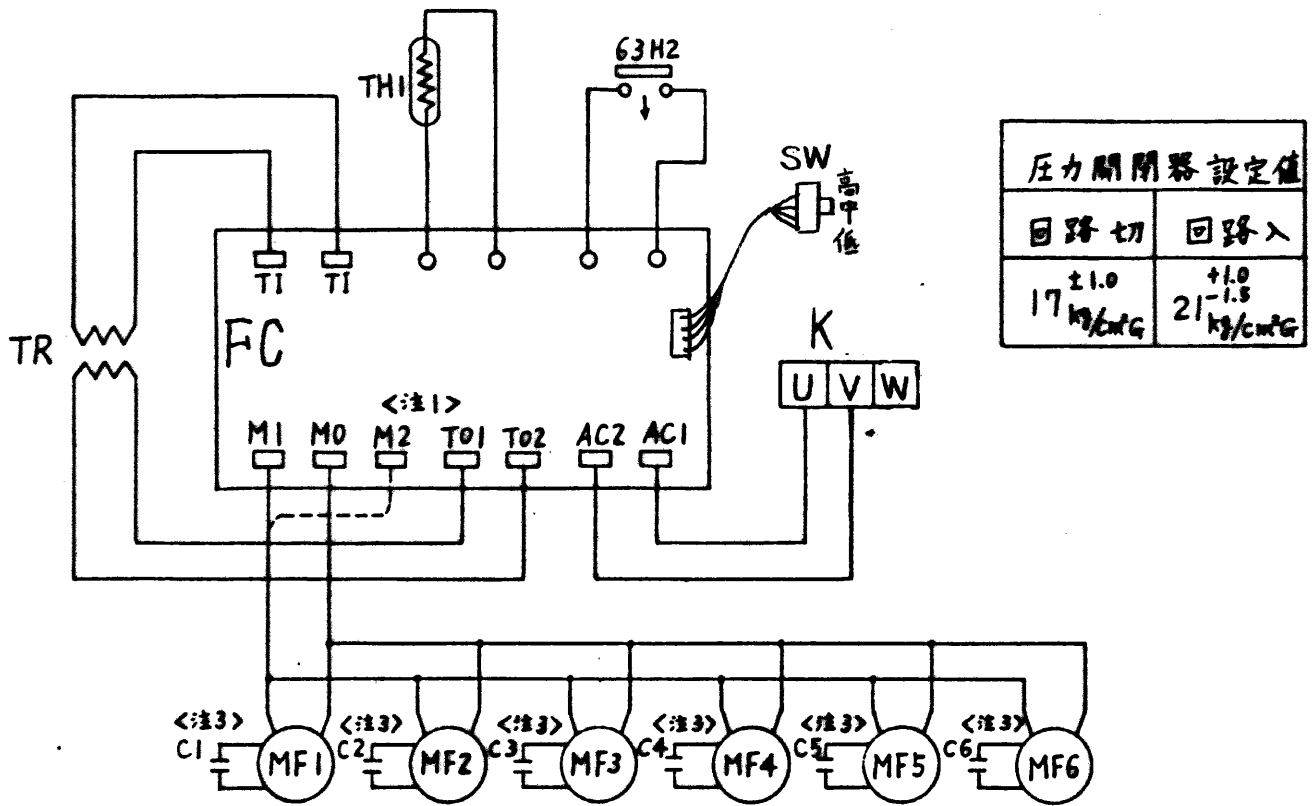 63H2
TH1
SW
高
中
低
圧力開閉器設定値
回路切 回路入
17 ±1.0 kg/cm²G
21 +1.0 -1.5 kg/cm²G
T1 T1
TR
FC
K
U V W
<注1>
M1 M0 M2 T01 T02 AC2 AC1
<注3> <注3> <注3> <注3> <注3> <注3>
C1 C2 C3 C4 C5 C6
MF1 MF2 MF3 MF4 MF5 MF6